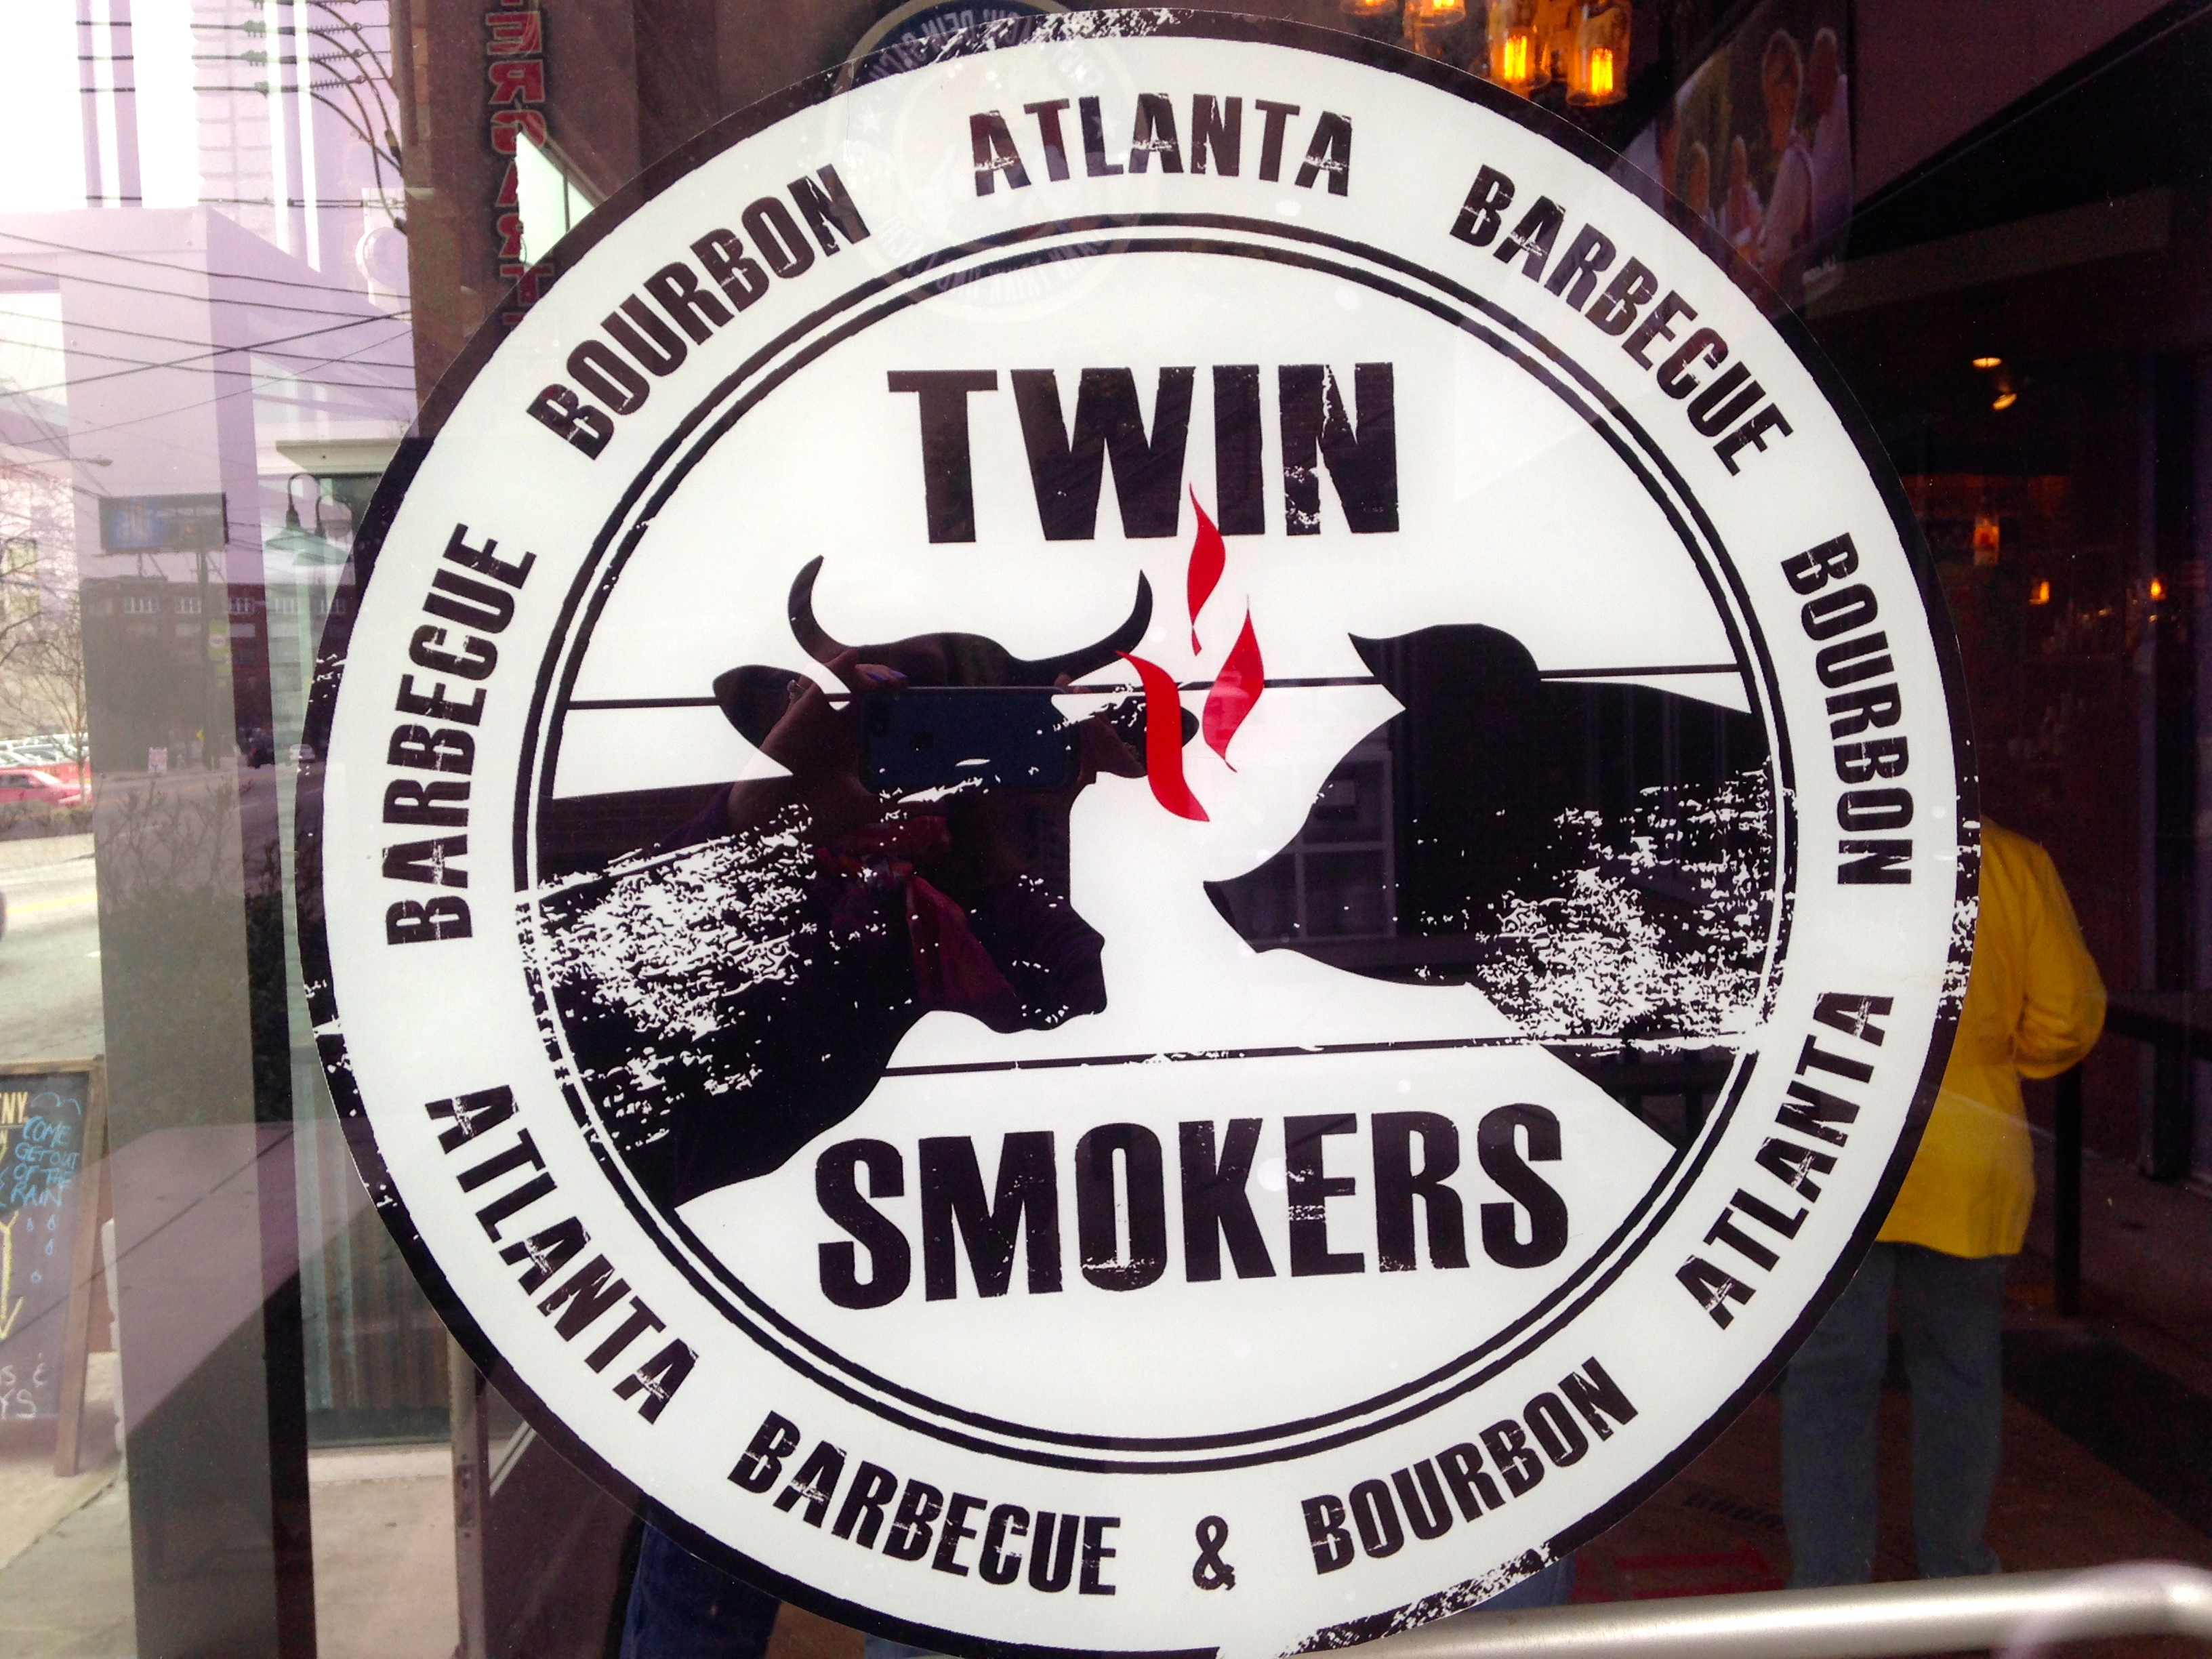 TWIN
SMOKERS
ATLANTA BARBECUE BOURBON ATLANTA
BARBECUE & BOURBON
ATLANTA BARBECUE BOURBON
COME
GET OUT
OF THE
RAIN